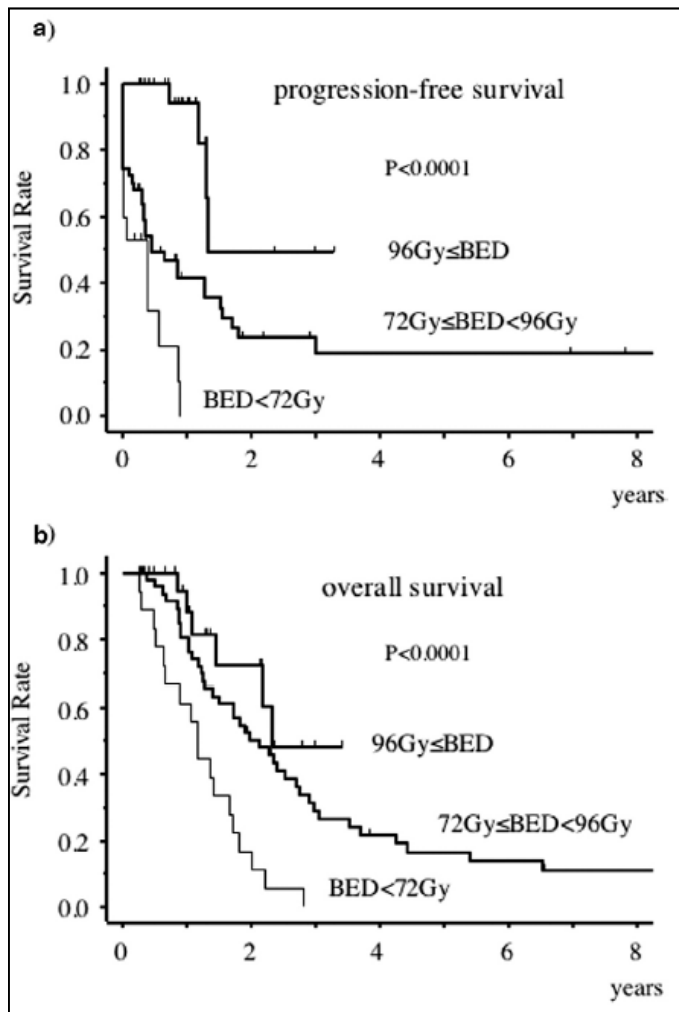 a)
progression-free survival
P<0.0001
96Gy≤BED
72Gy≤BED<96Gy
BED<72Gy
Survival Rate
1.0
0.8
0.6
0.4
0.2
0.0
0 2 4 6 8
years
b)
overall survival
P<0.0001
96Gy≤BED
72Gy≤BED<96Gy
BED<72Gy
Survival Rate
1.0
0.8
0.6
0.4
0.2
0.0
0 2 4 6 8
years